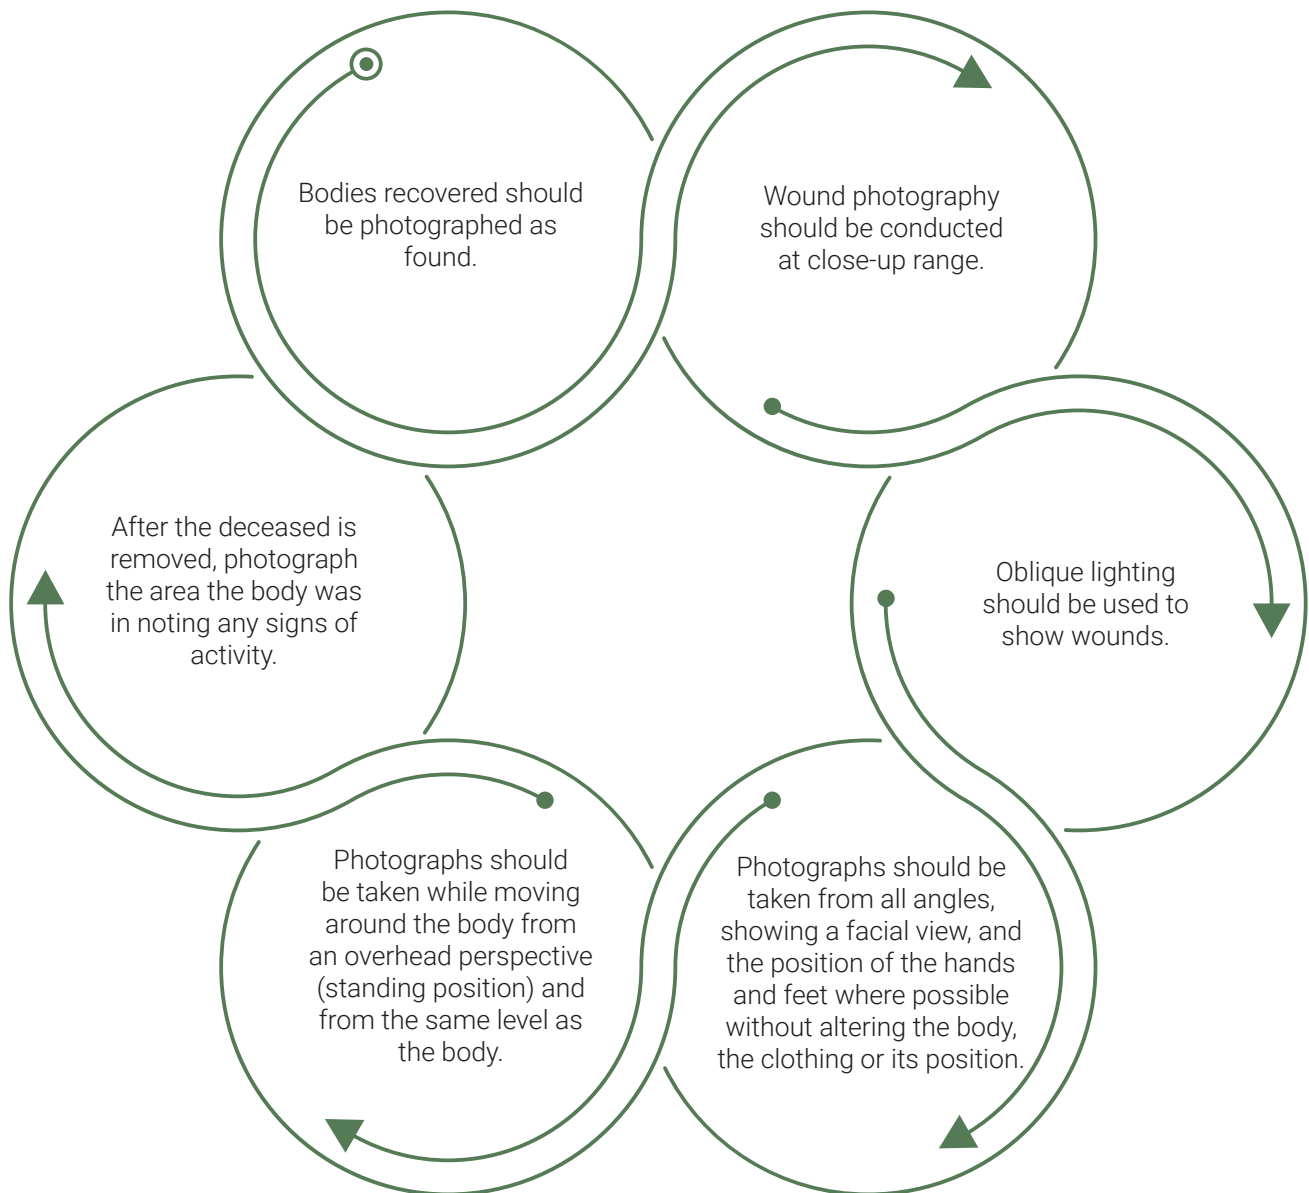 Bodies recovered should
be photographed as
found.
Wound photography
should be conducted
at close-up range.
Oblique lighting
should be used to
show wounds.
Photographs should be
taken from all angles,
showing a facial view, and
the position of the hands
and feet where possible
without altering the body,
the clothing or its position.
Photographs should
be taken while moving
around the body from
an overhead perspective
(standing position) and
from the same level as
the body.
After the deceased is
removed, photograph
the area the body was
in noting any signs of
activity.